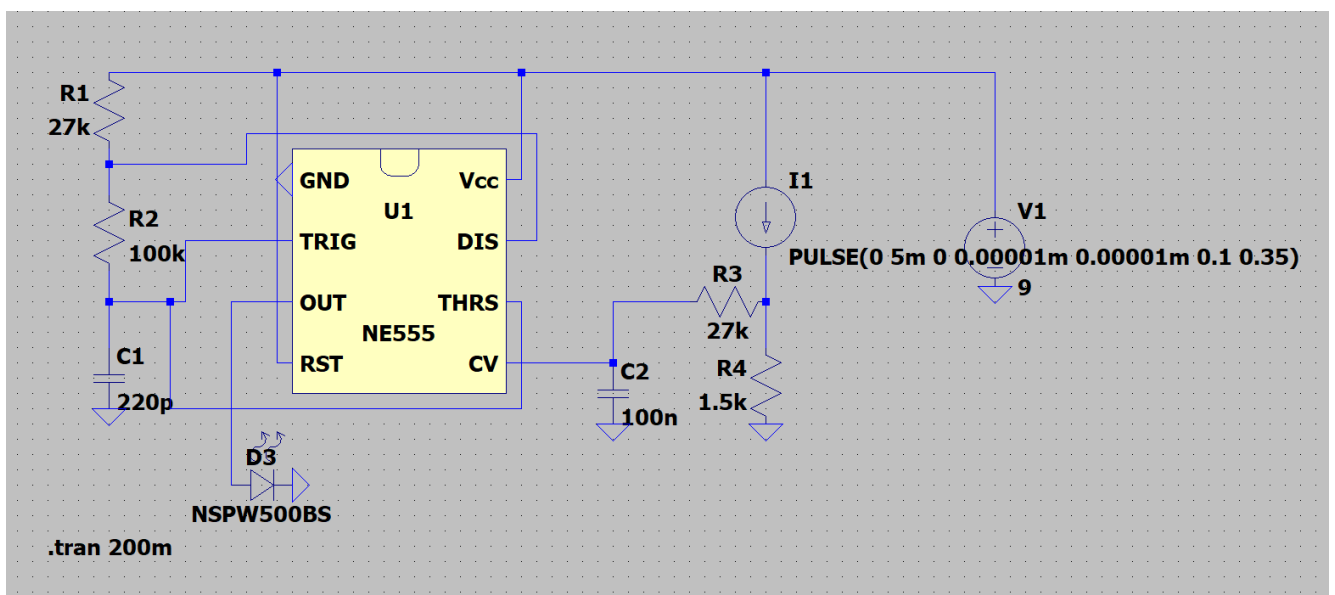 R1
27k
R2
100k
C1
220p
GND
Vcc
U1
TRIG
DIS
OUT
THRS
NE555
RST
CV
I1
PULSE(0 5m 0 0.00001m 0.00001m 0.1 0.35)
V1
9
R3
27k
R4
1.5k
C2
100n
D3
NSPW500BS
.tran 200m